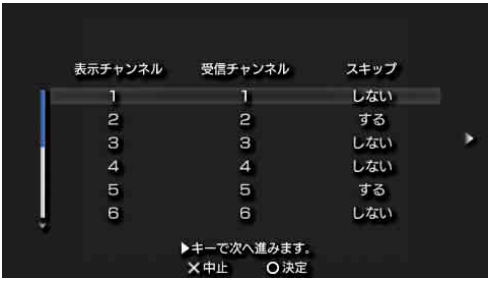 表示チャンネル 受信チャンネル スキップ
1 1 しない
2 2 する
3 3 しない
4 4 しない
5 5 する
6 6 しない
▶キーで次へ進みます。
✕中止 ○決定